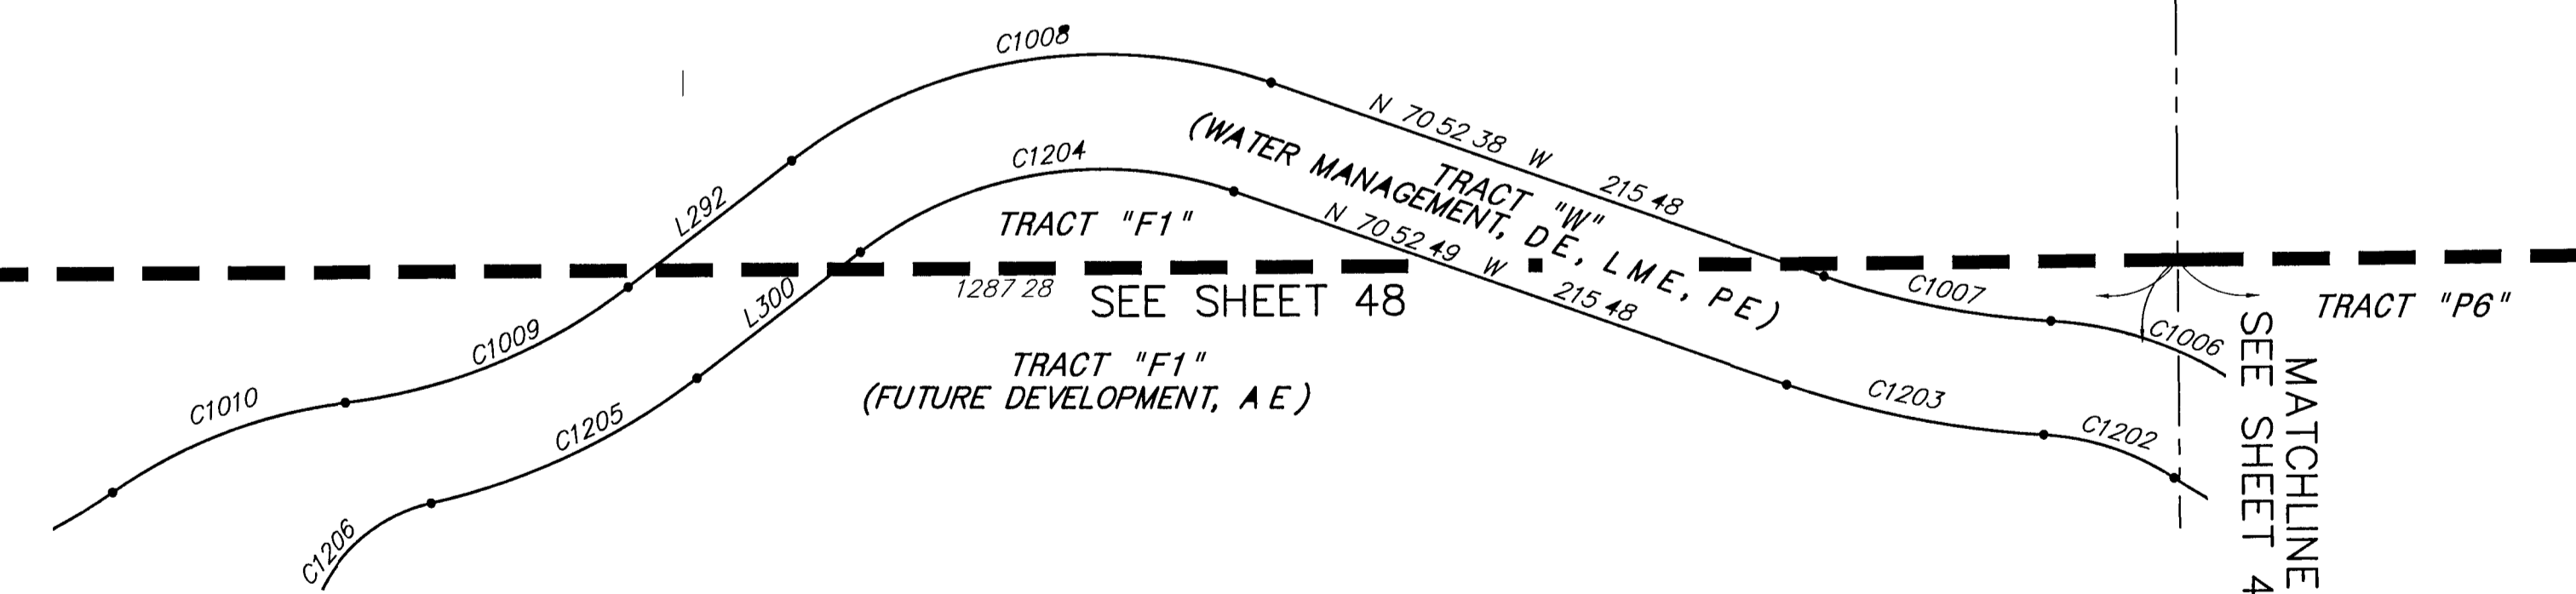 C1008
N 70 52 38 W 215 48
(WATER MANAGEMENT, DE, LME, PE)
TRACT "W"
C1204
L292
TRACT "F1"
N 70 52 49 W 215 48
1287 28
SEE SHEET 48
L300
C1007
TRACT "P6"
C1006
C1009
TRACT "F1"
(FUTURE DEVELOPMENT, A E)
C1010
C1205
C1203
C1202
C1206
MATCHLINE
SEE SHEET 4